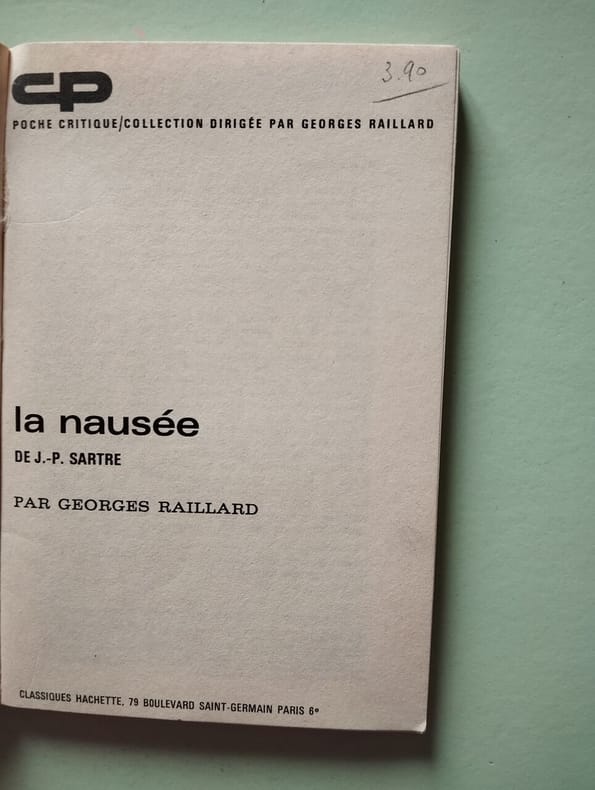 3.90
cp
POCHE CRITIQUE/COLLECTION DIRIGÉE PAR GEORGES RAILLARD
la nausée
DE J.-P. SARTRE
PAR GEORGES RAILLARD
CLASSIQUES HACHETTE, 79 BOULEVARD SAINT-GERMAIN PARIS 6e